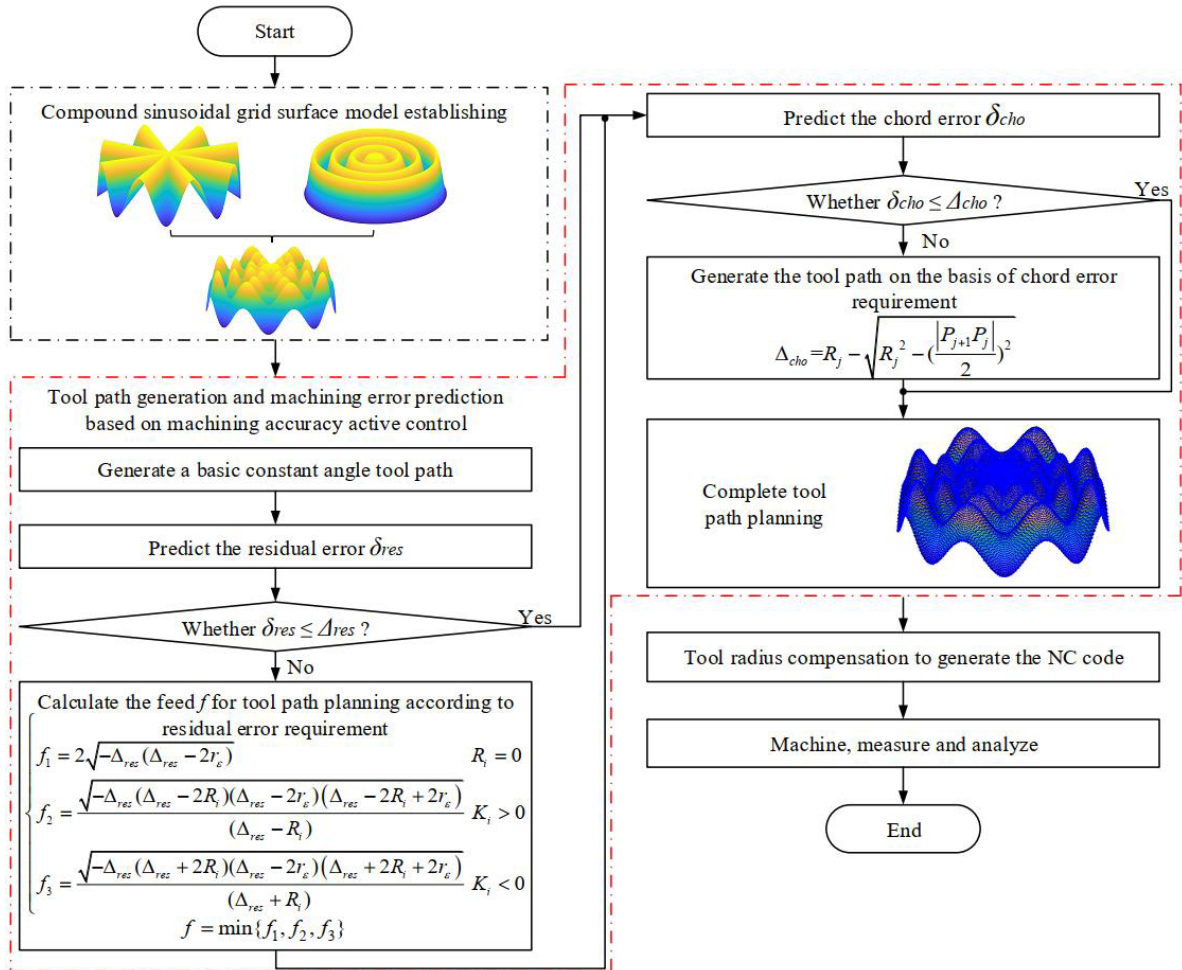 Start
Compound sinusoidal grid surface model establishing
Tool path generation and machining error prediction
based on machining accuracy active control
Generate a basic constant angle tool path
Predict the residual error δres
Whether δres ≤ Δres ?
Yes
No
Calculate the feed f for tool path planning according to
residual error requirement
f₁ = 2√(-Δres(Δres - 2rε)) Ri = 0
f₂ = √(-Δres(Δres - 2Ri)(Δres - 2rε)(Δres - 2Ri + 2rε)) / (Δres - Ri) Ki > 0
f₃ = √(-Δres(Δres + 2Ri)(Δres - 2rε)(Δres + 2Ri + 2rε)) / (Δres + Ri) Ki < 0
f = min{f₁, f₂, f₃}
Predict the chord error δcho
Whether δcho ≤ Δcho ?
Yes
No
Generate the tool path on the basis of chord error
requirement
Δcho = Rj - √(Rj² - (|Pj+1Pj| / 2)²)
Complete tool
path planning
Tool radius compensation to generate the NC code
Machine, measure and analyze
End